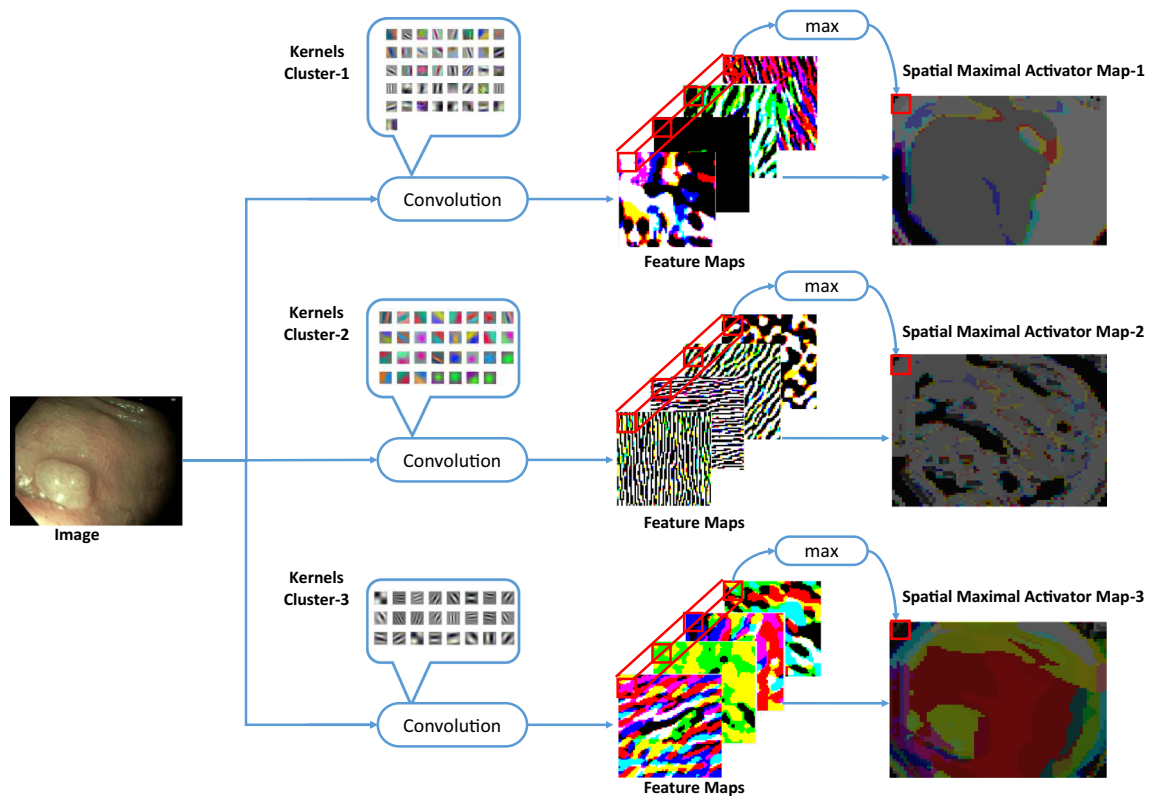 Kernels
Cluster-1
Convolution
Feature Maps
max
Spatial Maximal Activator Map-1
Kernels
Cluster-2
Convolution
Feature Maps
max
Spatial Maximal Activator Map-2
Image
Kernels
Cluster-3
Convolution
Feature Maps
max
Spatial Maximal Activator Map-3